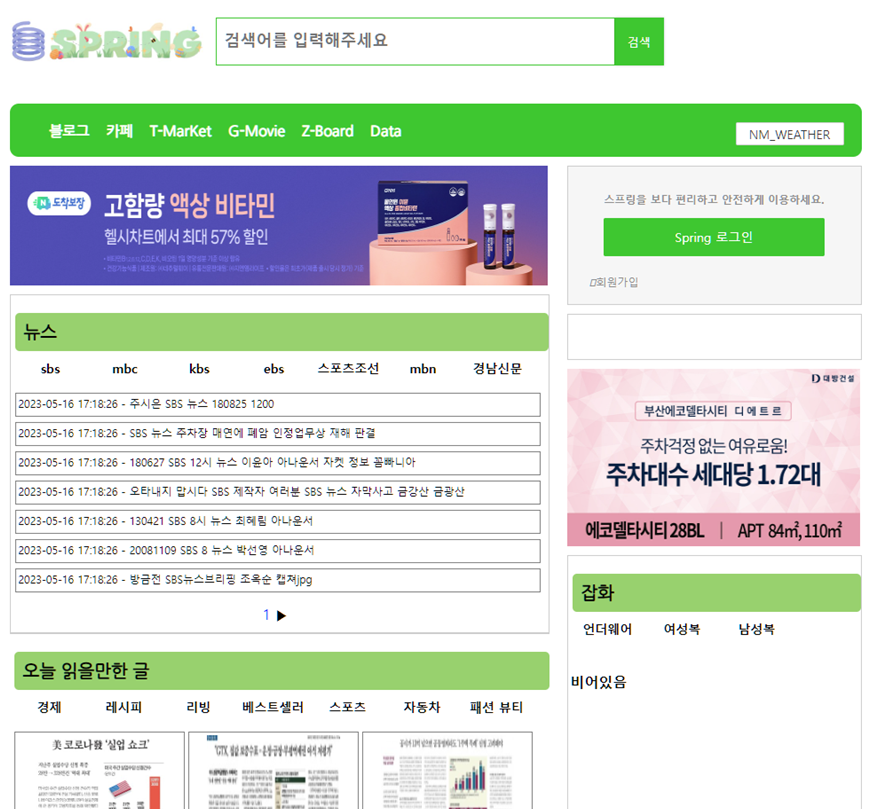 SPRING
검색어를 입력해주세요
검색
블로그 카페 T-MarKet G-Movie Z-Board Data
NM_WEATHER
도착보장
고함량 액상 비타민
헬시차트에서 최대 57% 할인
스프링을 보다 편리하고 안전하게 이용하세요.
Spring 로그인
회원가입
뉴스
sbs mbc kbs ebs 스포츠조선 mbn 경남신문
2023-05-16 17:18:26 - 주시은 SBS 뉴스 180825 1200
2023-05-16 17:18:26 - SBS 뉴스 주차장 매연에 폐암 인정업무상 재해 판결
2023-05-16 17:18:26 - 180627 SBS 12시 뉴스 이윤아 아나운서 자켓 정보 꼼빠니아
2023-05-16 17:18:26 - 오타내지 맙시다 SBS 제작자 여러분 SBS 뉴스 자막사고 금강산 금광산
2023-05-16 17:18:26 - 130421 SBS 8시 뉴스 최혜림 아나운서
2023-05-16 17:18:26 - 20081109 SBS 8 뉴스 박선영 아나운서
2023-05-16 17:18:26 - 방금전 SBS뉴스브리핑 조옥순 캡쳐jpg
1 ▶
대방건설
부산에코델타시티 디에트르
주차걱정 없는 여유로움!
주차대수 세대당 1.72대
에코델타시티 28BL | APT 84㎡, 110㎡
잡화
언더웨어 여성복 남성복
비어있음
오늘 읽을만한 글
경제 레시피 리빙 베스트셀러 스포츠 자동차 패션 뷰티
美 코로나發 '실업 쇼크'